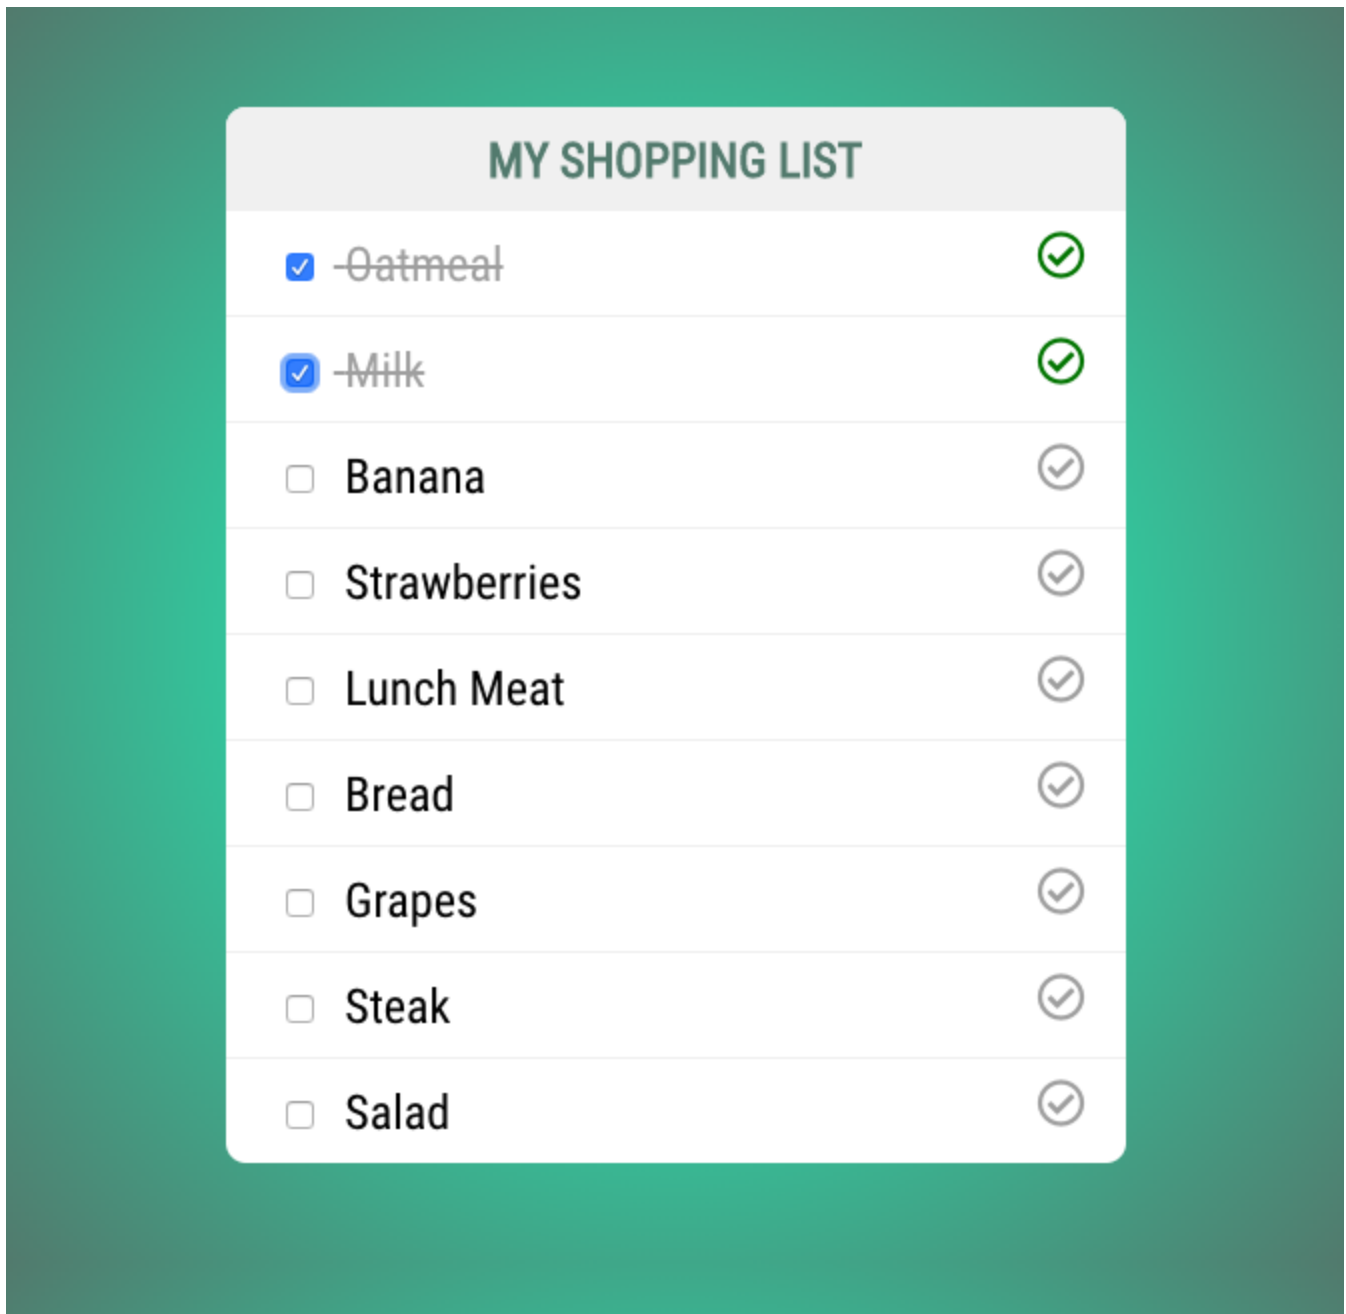 MY SHOPPING LIST
Oatmeal
Milk
Banana
Strawberries
Lunch Meat
Bread
Grapes
Steak
Salad